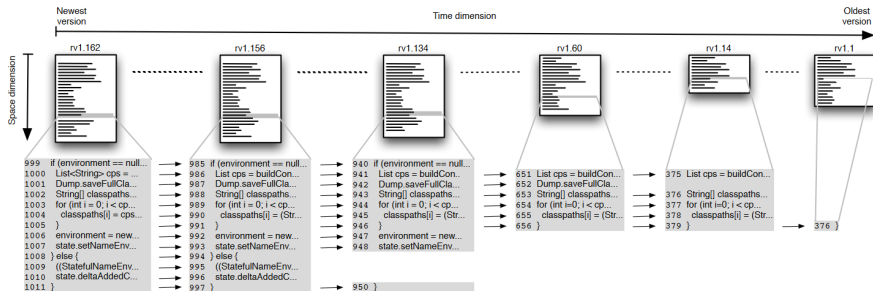 Newest version
Time dimension
Oldest version
Space dimension
rv1.162
rv1.156
rv1.134
rv1.60
rv1.14
rv1.1
999 if (environment == null...
1000 List<String> cps = ...
1001 Dump.saveFullCla...
1002 String[] classpaths...
1003 for (int i = 0; i < cp...
1004 classpaths[i] = cps...
1005 }
1006 environment = new...
1007 state.setNameEnv...
1008 } else {
1009 ((StatefulNameEnv...
1010 state.deltaAddedC...
1011 }
985 if (environment == null...
986 List cps = buildCon...
987 Dump.saveFullCla...
988 String[] classpaths...
989 for (int i = 0; i < cp...
990 classpaths[i] = (Str...
991 }
992 environment = new...
993 state.setNameEnv...
994 } else {
995 ((StatefulNameEnv...
996 state.deltaAddedC...
997 }
940 if (environment == null...
941 List cps = buildCon..
942 Dump.saveFullCla...
943 String[] classpaths...
944 for (int i = 0; i < cp...
945 classpaths[i] = (Str...
946 }
947 environment = new...
948 state.setNameEnv...
950 }
651 List cps = buildCon...
652 Dump.saveFullCla...
653 String[] classpaths...
654 for (int i=0; i < cp...
655 classpaths[i] = (Str...
656 }
375 List cps = buildCon...
376 String[] classpaths...
377 for (int i=0; i < cp...
378 classpaths[i] = (Str...
379 }
376 }